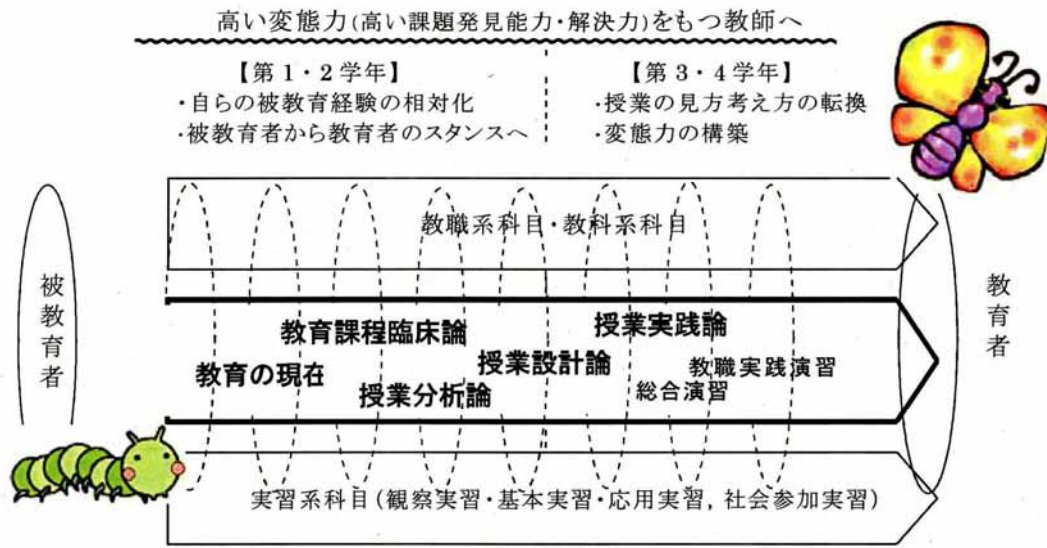 高い変態力(高い課題発見能力・解決力)をもつ教師へ
【第1・2学年】
・自らの被教育経験の相対化
・被教育者から教育者のスタンスへ
【第3・4学年】
・授業の見方考え方の転換
・変態力の構築
被教育者
教職系科目・教科系科目
教育課程臨床論
授業実践論
教育の現在
授業設計論
教職実践演習
授業分析論
総合演習
実習系科目(観察実習・基本実習・応用実習, 社会参加実習)
教育者